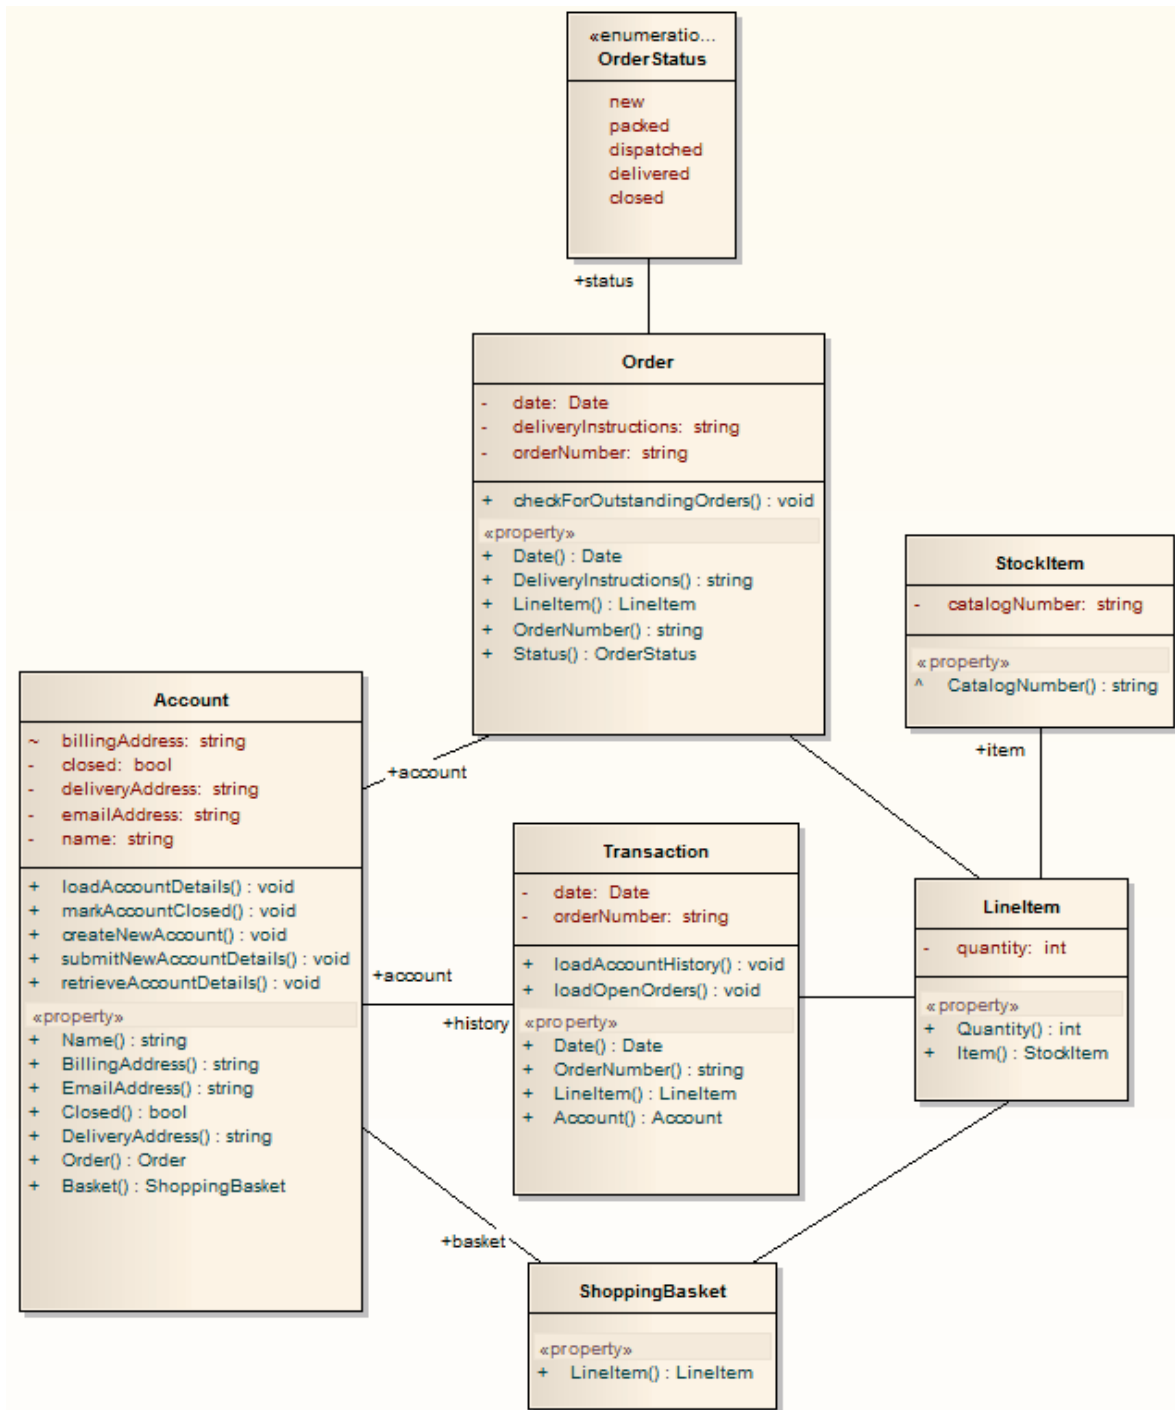 «enumeratio...
OrderStatus
new
packed
dispatched
delivered
closed
+status
Order
- date: Date
- deliveryInstructions: string
- orderNumber: string
+ checkForOutstandingOrders() : void
«property»
+ Date() : Date
+ DeliveryInstructions() : string
+ LineItem() : LineItem
+ OrderNumber() : string
+ Status() : OrderStatus
StockItem
- catalogNumber: string
«property»
^ CatalogNumber() : string
+item
+account
Account
~ billingAddress: string
- closed: bool
- deliveryAddress: string
- emailAddress: string
- name: string
+ loadAccountDetails() : void
+ markAccountClosed() : void
+ createNewAccount() : void
+ submitNewAccountDetails() : void
+ retrieveAccountDetails() : void
«property»
+ Name() : string
+ BillingAddress() : string
+ EmailAddress() : string
+ Closed() : bool
+ DeliveryAddress() : string
+ Order() : Order
+ Basket() : ShoppingBasket
+account
+history
Transaction
- date: Date
- orderNumber: string
+ loadAccountHistory() : void
+ loadOpenOrders() : void
«property»
+ Date() : Date
+ OrderNumber() : string
+ LineItem() : LineItem
+ Account() : Account
LineItem
- quantity: int
«property»
+ Quantity() : int
+ Item() : StockItem
+basket
ShoppingBasket
«property»
+ LineItem() : LineItem